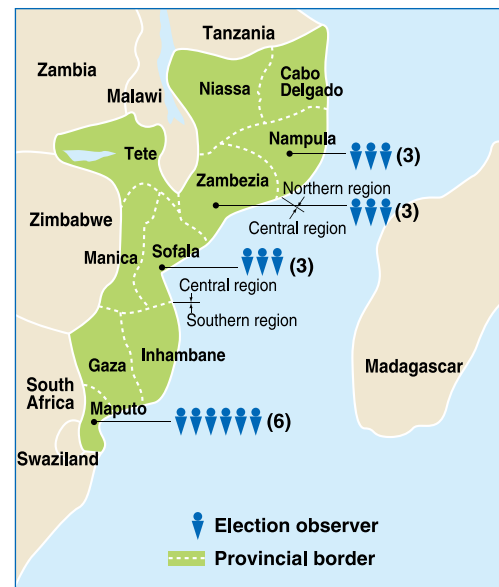 Tanzania
Zambia
Cabo
Delgado
Niassa
Malawi
Nampula
Tete
(3)
Zambezia
Northern region
(3)
Central region
Zimbabwe
Sofala
Manica
(3)
Central region
Southern region
Inhambane
Gaza
Madagascar
South
Africa
Maputo
(6)
Swaziland
Election observer
Provincial border